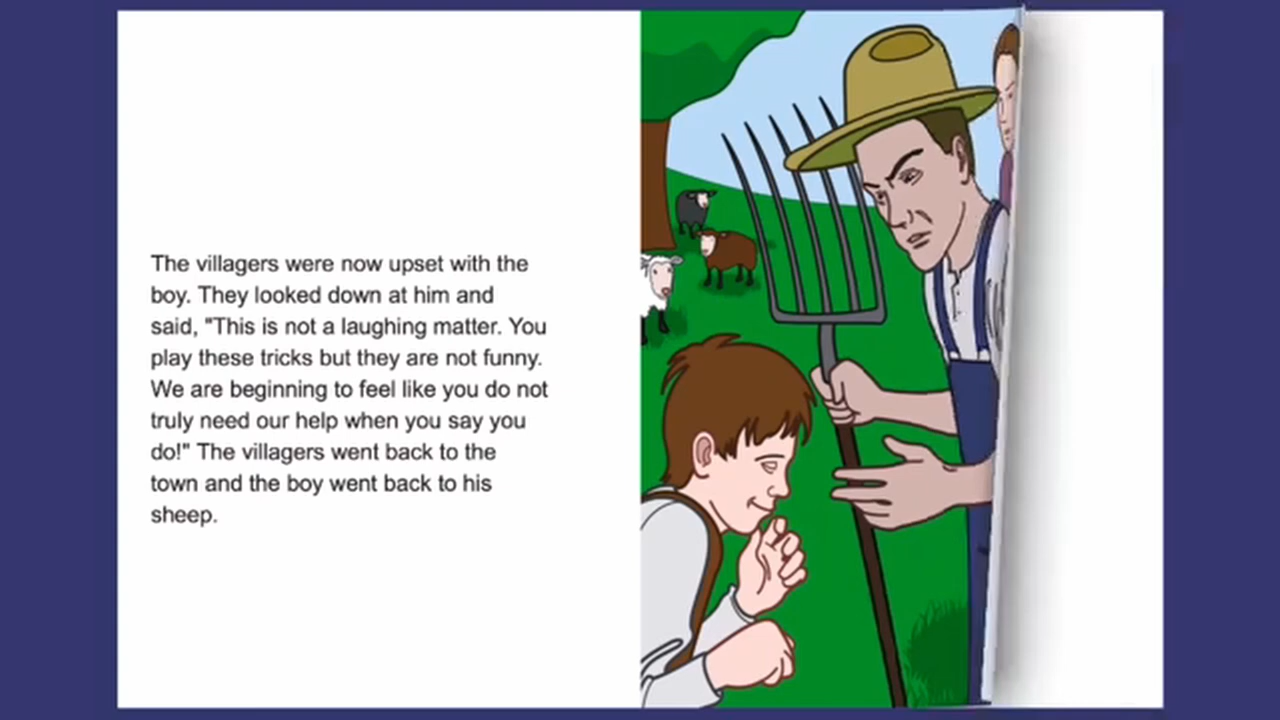 The villagers were now upset with the
boy. They looked down at him and
said, "This is not a laughing matter. You
play these tricks but they are not funny.
We are beginning to feel like you do not
truly need our help when you say you
do!" The villagers went back to the
town and the boy went back to his
sheep.